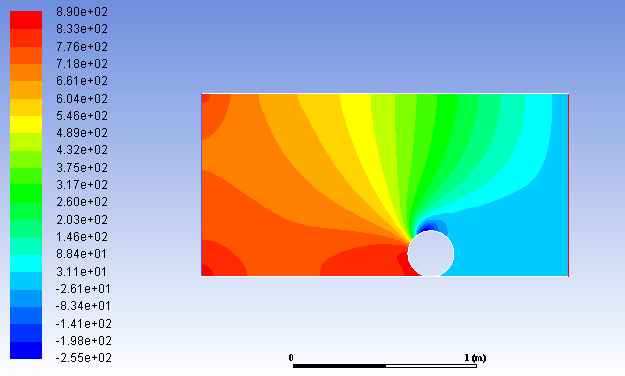 8.90e+02
8.33e+02
7.76e+02
7.18e+02
6.61e+02
6.04e+02
5.46e+02
4.89e+02
4.32e+02
3.75e+02
3.17e+02
2.60e+02
2.03e+02
1.46e+02
8.84e+01
3.11e+01
-2.61e+01
-8.34e+01
-1.41e+02
-1.98e+02
-2.55e+02
0 1 (m)